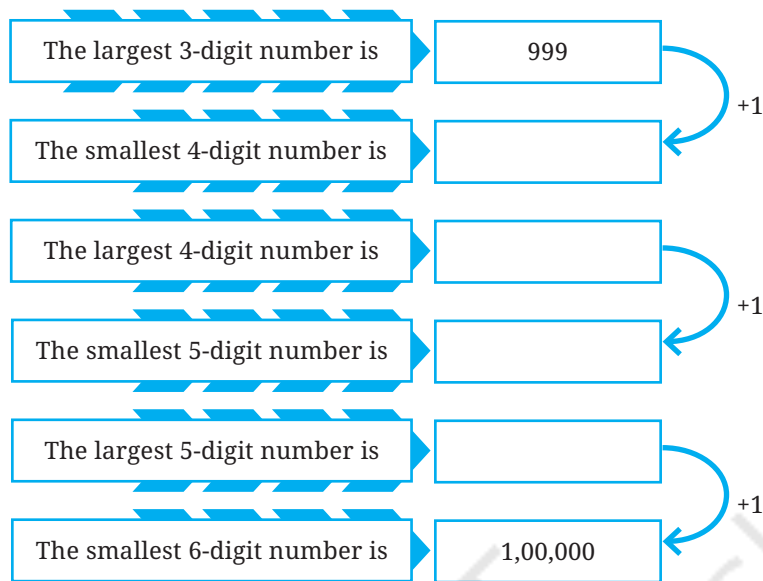 The largest 3-digit number is 999
+1
The smallest 4-digit number is
The largest 4-digit number is
+1
The smallest 5-digit number is
The largest 5-digit number is
+1
The smallest 6-digit number is 1,00,000